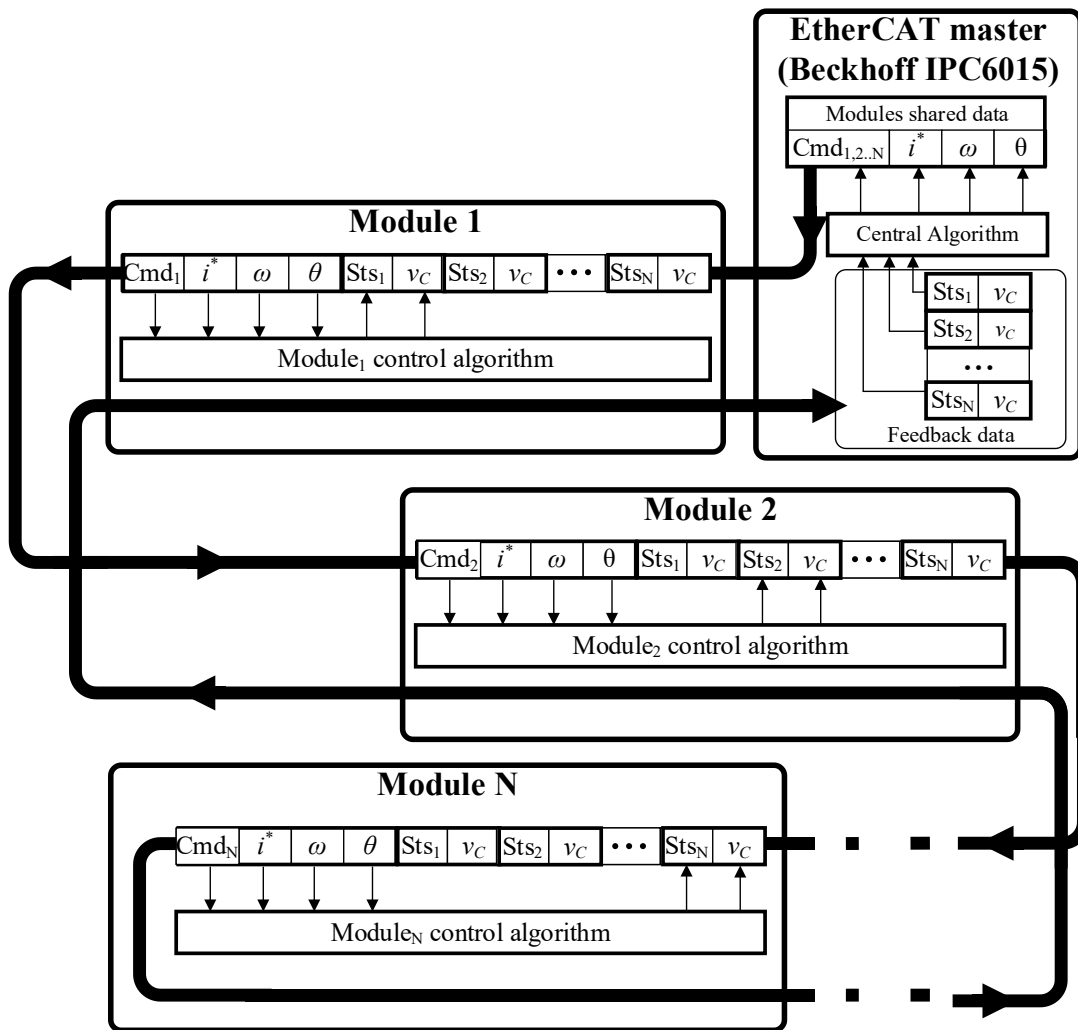 EtherCAT master
(Beckhoff IPC6015)
Modules shared data
Cmd1,2..N i* ω θ
Central Algorithm
Sts1 vC
Sts2 vC
...
StsN vC
Feedback data
Module 1
Cmd1 i* ω θ Sts1 vC Sts2 vC ... StsN vC
Module1 control algorithm
Module 2
Cmd2 i* ω θ Sts1 vC Sts2 vC ... StsN vC
Module2 control algorithm
Module N
CmdN i* ω θ Sts1 vC Sts2 vC ... StsN vC
ModuleN control algorithm